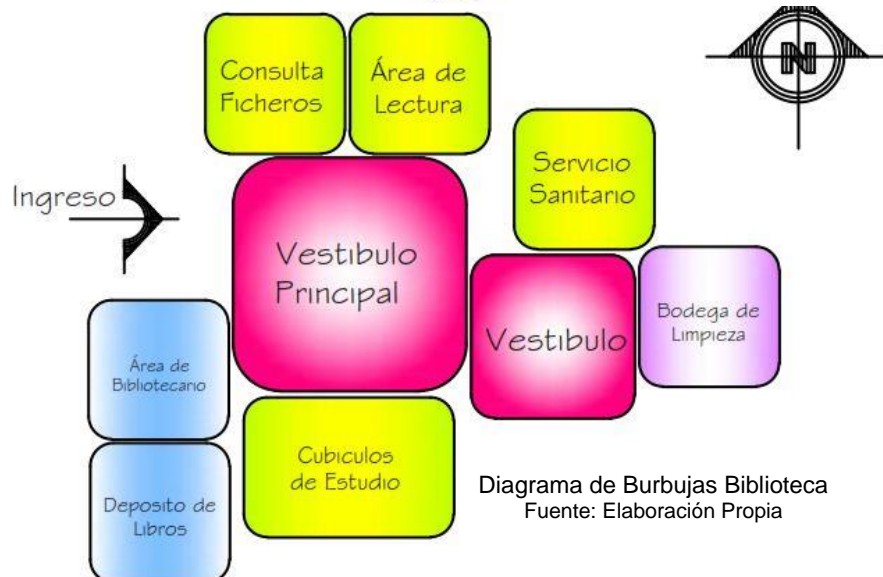 Consulta
Ficheros
Área de
Lectura
N
Servicio
Sanitario
Ingreso
Vestibulo
Principal
Vestibulo
Bodega de
Limpieza
Área de
Bibliotecario
Cubiculos
de Estudio
Deposito de
Libros
Diagrama de Burbujas Biblioteca
Fuente: Elaboración Propia